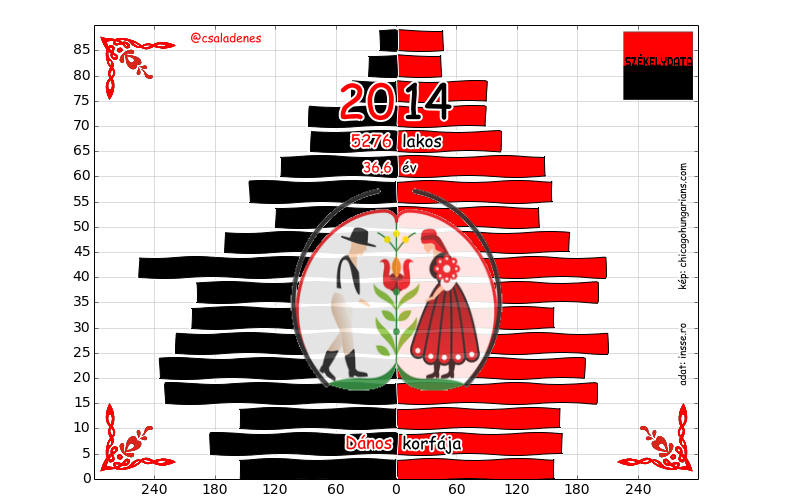 @csaladenes
SZÉKELYDATA
2014
5276 lakos
36.6 év
kép: chicagohungarians.com
adat: insse.ro
Dános korfája
85
80
75
70
65
60
55
50
45
40
35
30
25
20
15
10
5
0
240 180 120 60 0 60 120 180 240